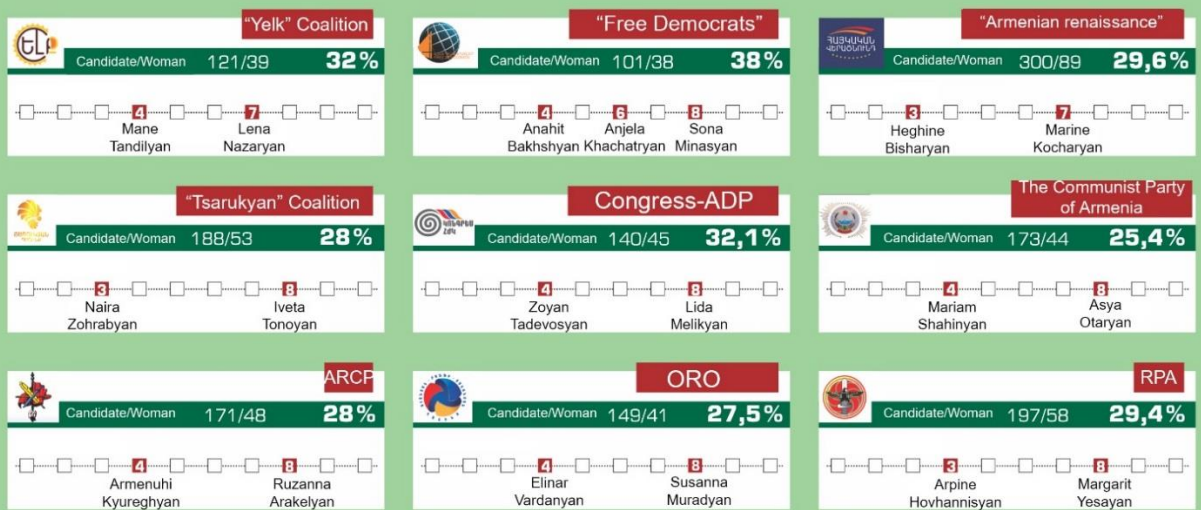 "Yelk" Coalition
ԵԼՔ
Candidate/Woman 121/39 32%
4 7
Mane Lena
Tandilyan Nazaryan
"Free Democrats"
Candidate/Woman 101/38 38%
4 6 8
Anahit Anjela Sona
Bakhshyan Khachatryan Minasyan
"Armenian renaissance"
ՀԱՅԿԱԿԱՆ
ՎԵՐԱԾՆՈՒՆԴ
Candidate/Woman 300/89 29,6%
3 7
Heghine Marine
Bisharyan Kocharyan
"Tsarukyan" Coalition
Candidate/Woman 188/53 28%
3 8
Naira Iveta
Zohrabyan Tonoyan
Congress-ADP
ԿՈՆԳՐԵՍ
ՀԺԿ
Candidate/Woman 140/45 32,1%
4 8
Zoyan Lida
Tadevosyan Melikyan
The Communist Party
of Armenia
Candidate/Woman 173/44 25,4%
4 8
Mariam Asya
Shahinyan Otaryan
ARCP
Candidate/Woman 171/48 28%
4 8
Armenuhi Ruzanna
Kyureghyan Arakelyan
ORO
Candidate/Woman 149/41 27,5%
4 8
Elinar Susanna
Vardanyan Muradyan
RPA
Candidate/Woman 197/58 29,4%
3 8
Arpine Margarit
Hovhannisyan Yesayan